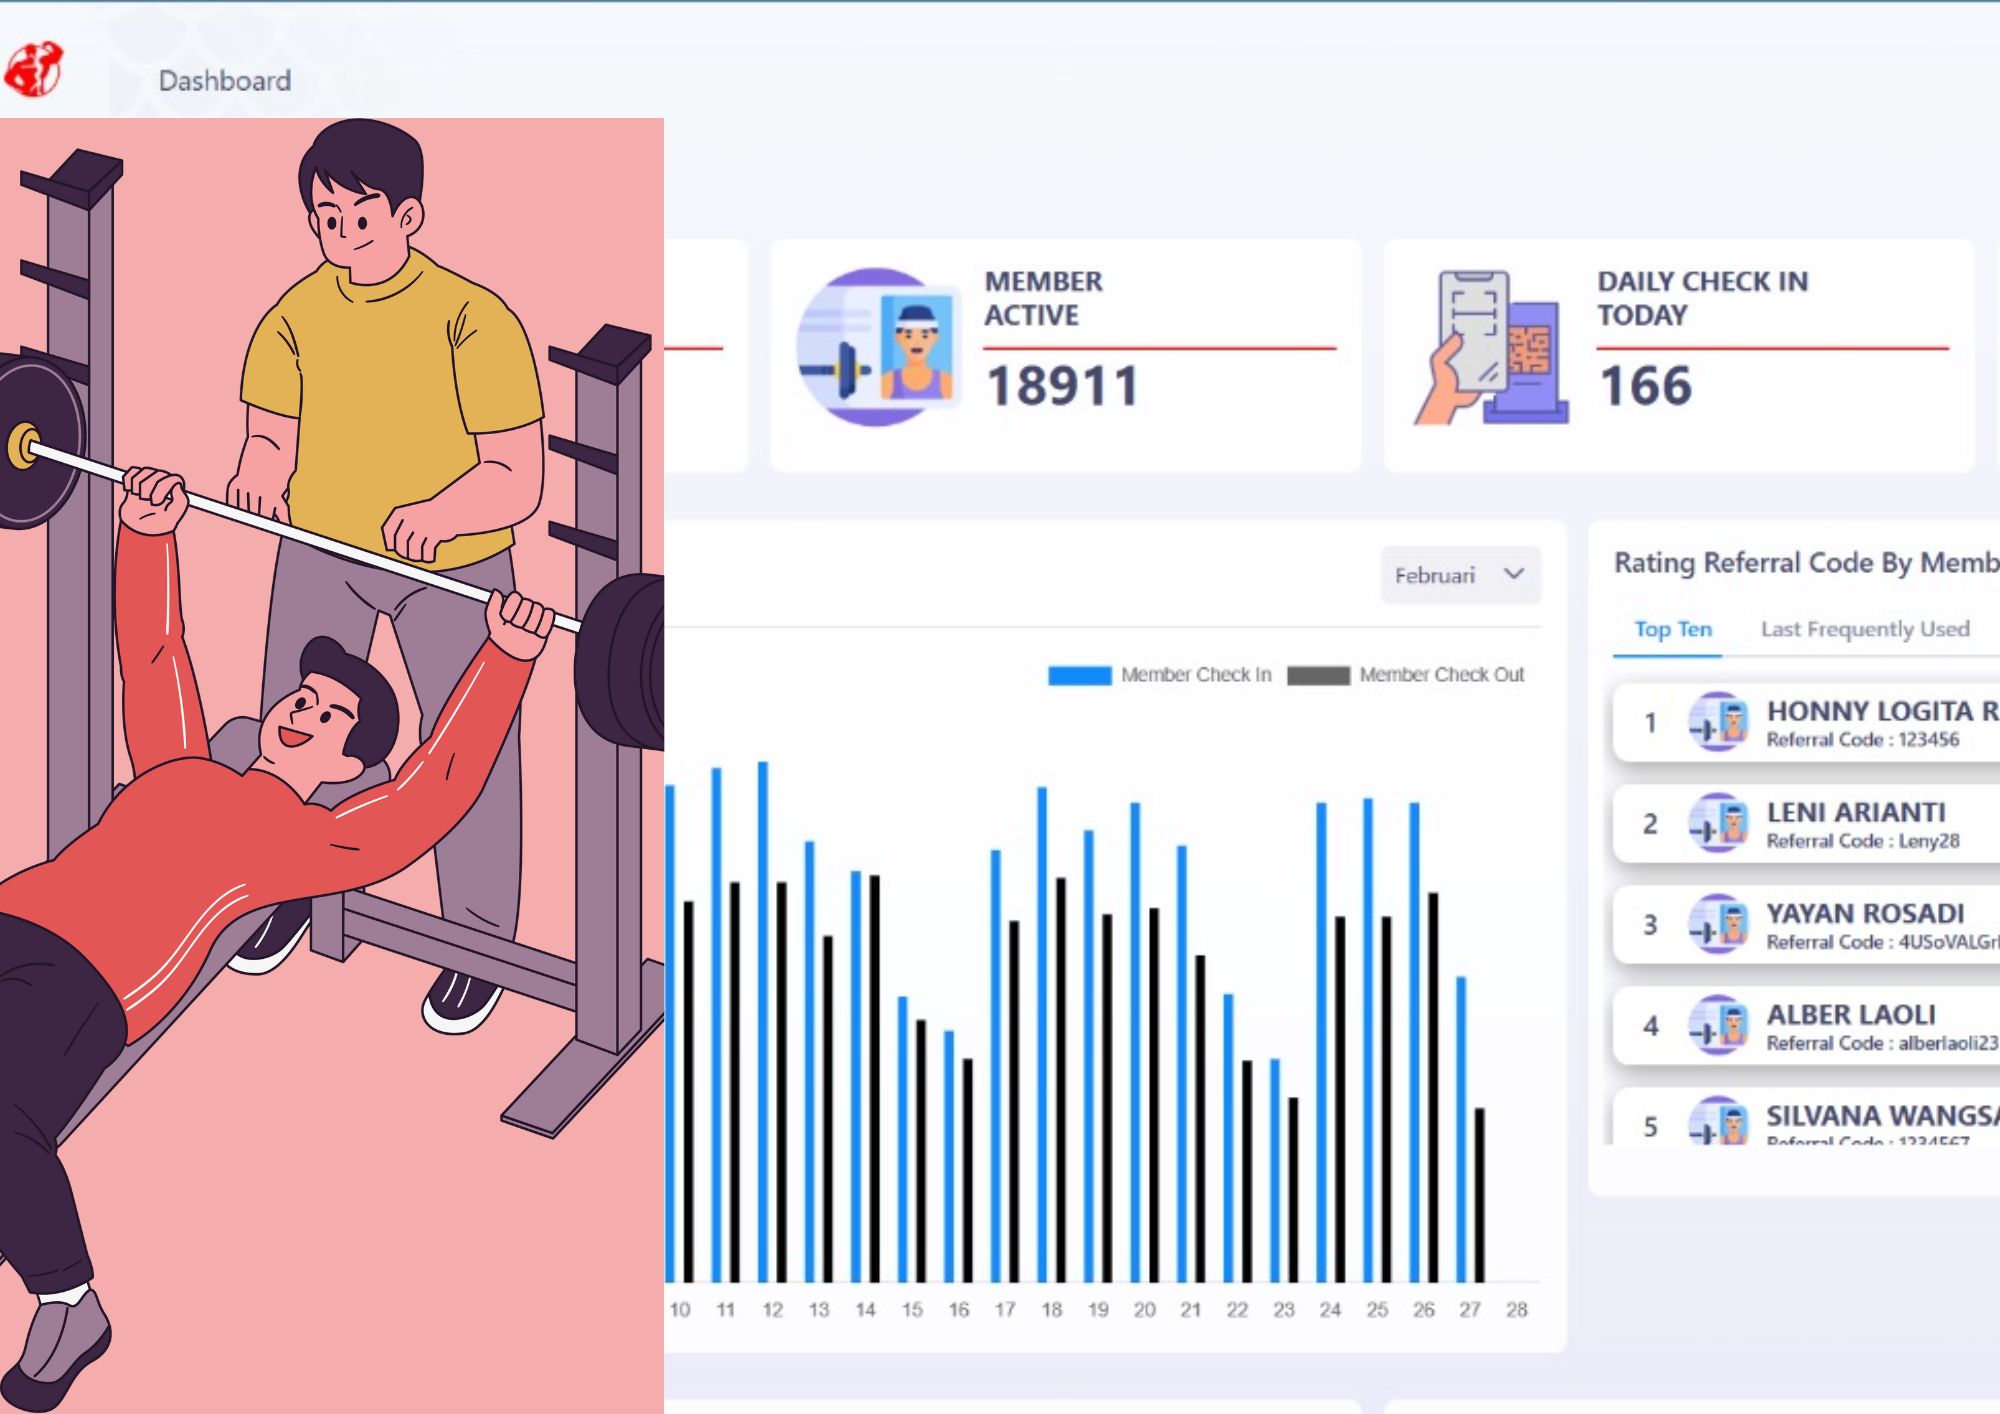 Dashboard
MEMBER
ACTIVE
18911
DAILY CHECK IN
TODAY
166
Februari
Member Check In
Member Check Out
10 11 12 13 14 15 16 17 18 19 20 21 22 23 24 25 26 27 28
Rating Referral Code By Memb
Top Ten
Last Frequently Used
1
HONNY LOGITA R
Referral Code : 123456
2
LENI ARIANTI
Referral Code : Leny28
3
YAYAN ROSADI
Referral Code : 4USoVALGr
4
ALBER LAOLI
Referral Code : alberlaoli23
5
SILVANA WANGSA
Referral Code : 1234567